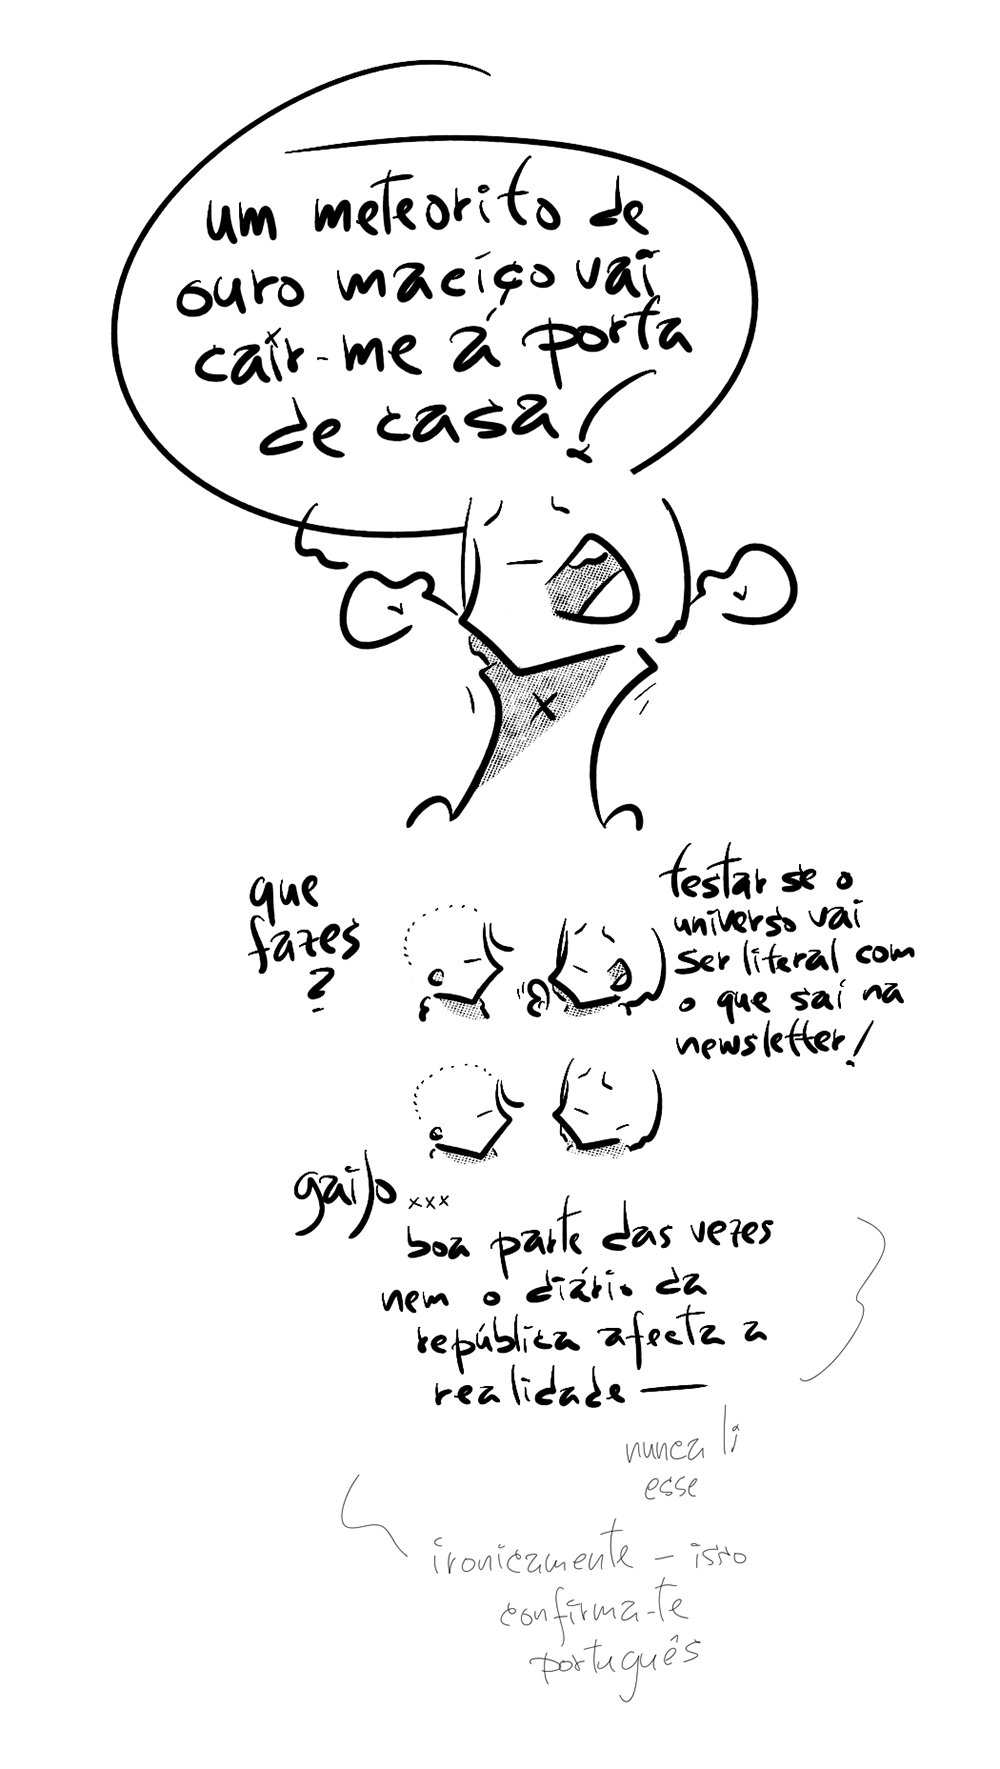 um meteorito de
ouro maciço vai
cair-me á porta
de casa!
que
fazes
?
testar se o
universo vai
ser literal com
o que sai na
newsletter!
gaijo xxx
boa parte das vezes
nem o diário da
república afecta a
realidade —
nunca li
esse
ironicamente – isso
confirma-te
português